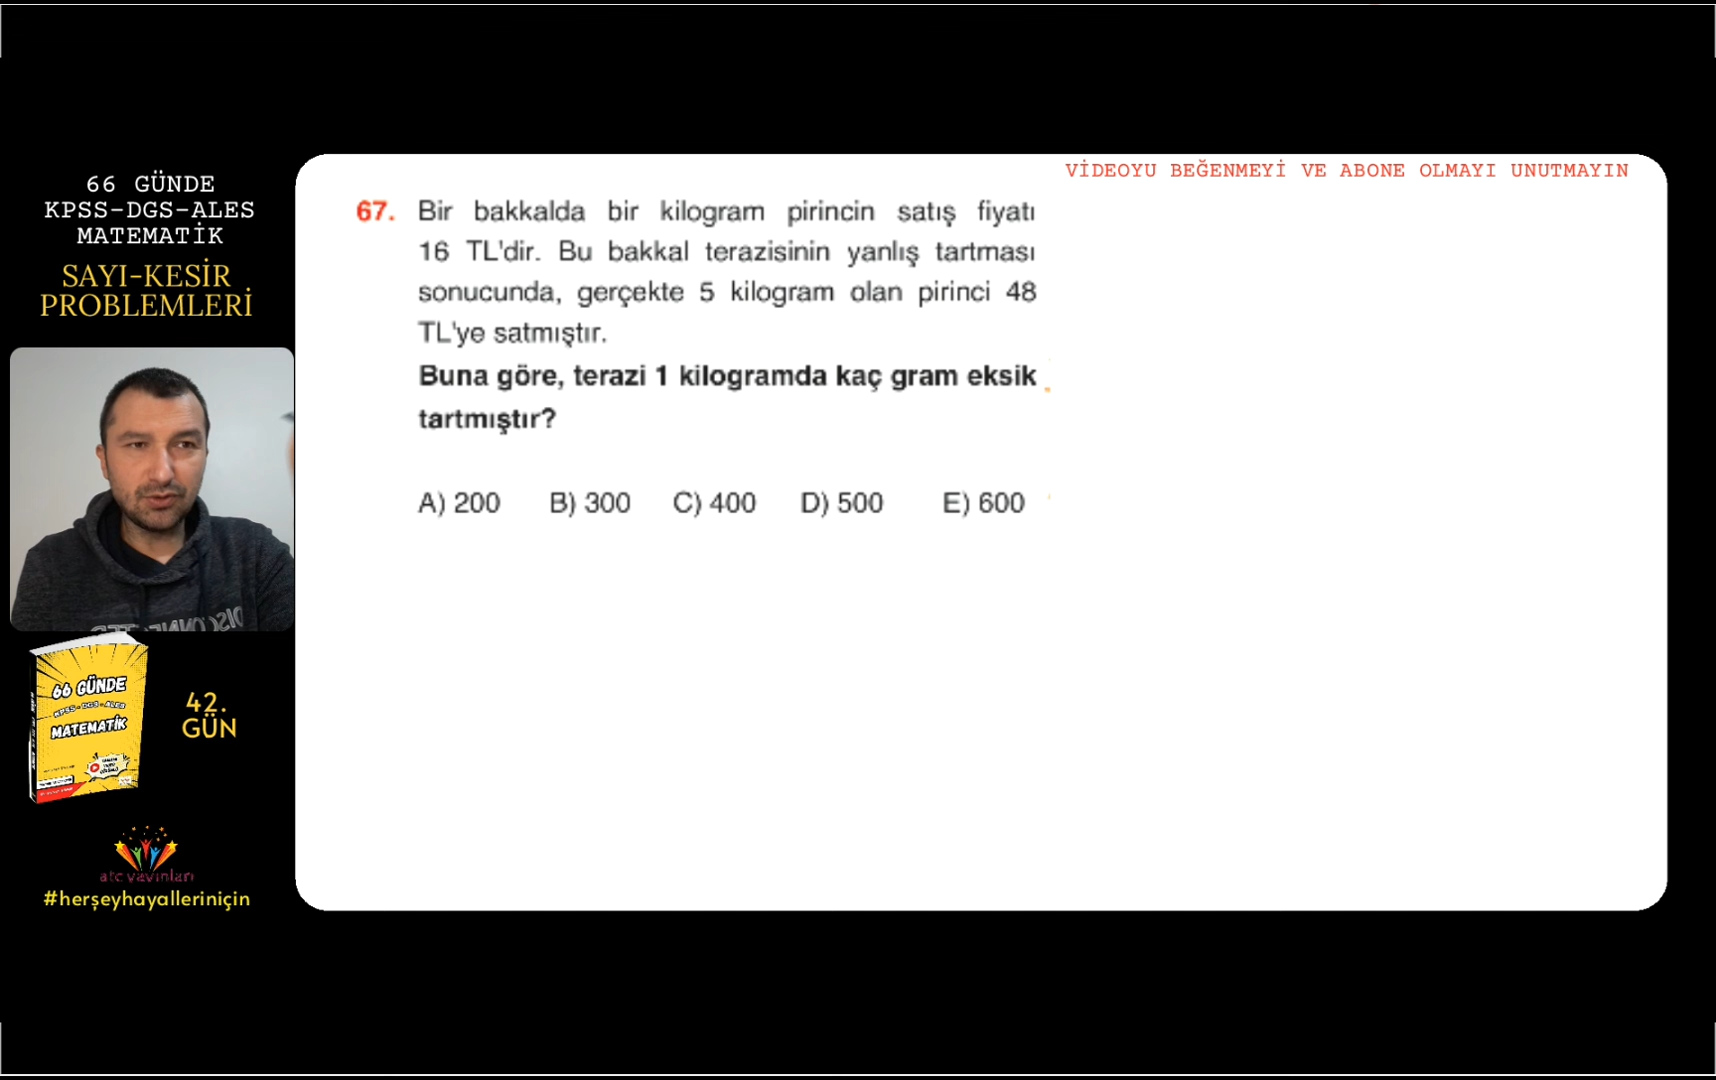 VİDEOYU BEĞENMEYİ VE ABONE OLMAYI UNUTMAYIN
66 GÜNDE
KPSS-DGS-ALES
MATEMATİK
SAYI-KESİR
PROBLEMLERİ
67. Bir bakkalda bir kilogram pirincin satış fiyatı
16 TL'dir. Bu bakkal terazisinin yanlış tartması
sonucunda, gerçekte 5 kilogram olan pirinci 48
TL'ye satmıştır.
Buna göre, terazi 1 kilogramda kaç gram eksik
tartmıştır?
A) 200 B) 300 C) 400 D) 500 E) 600
66 GÜNDE
KPSS - DGS - ALES
MATEMATİK
42.
GÜN
atc yayınları
#herşeyhayalleriniçin